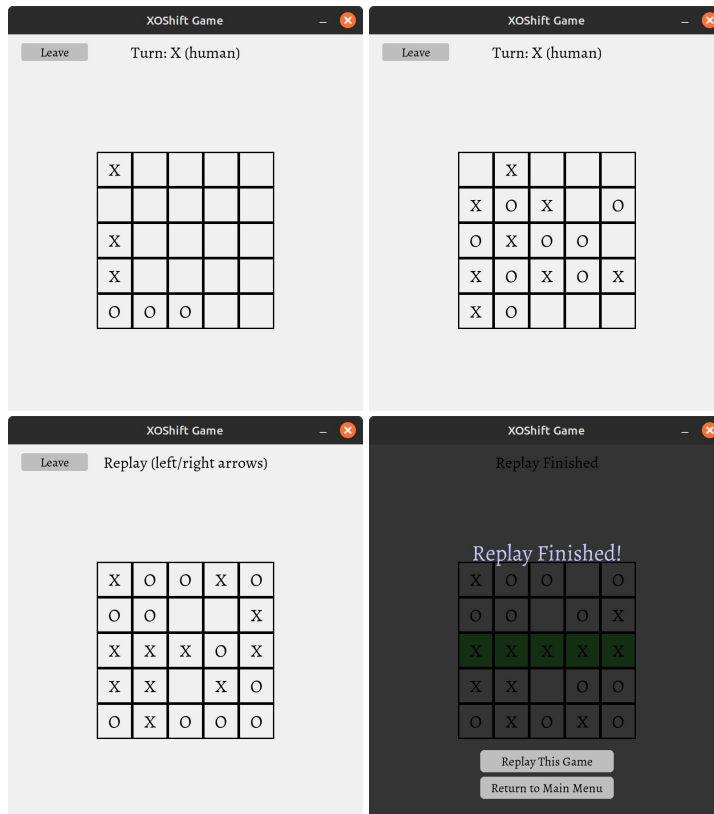 XOShift Game
Leave Turn: X (human)
X
X
X
O O O
XOShift Game
Leave Turn: X (human)
X
X O X O
O X O O
X O X O X
X O
XOShift Game
Leave Replay (left/right arrows)
X O O X O
O O X
X X X O X
X X X O
O X O O O
XOShift Game
Replay Finished
Replay Finished!
X O O O
O O O X
X X X X X
X X O O
O X O X O
Replay This Game
Return to Main Menu